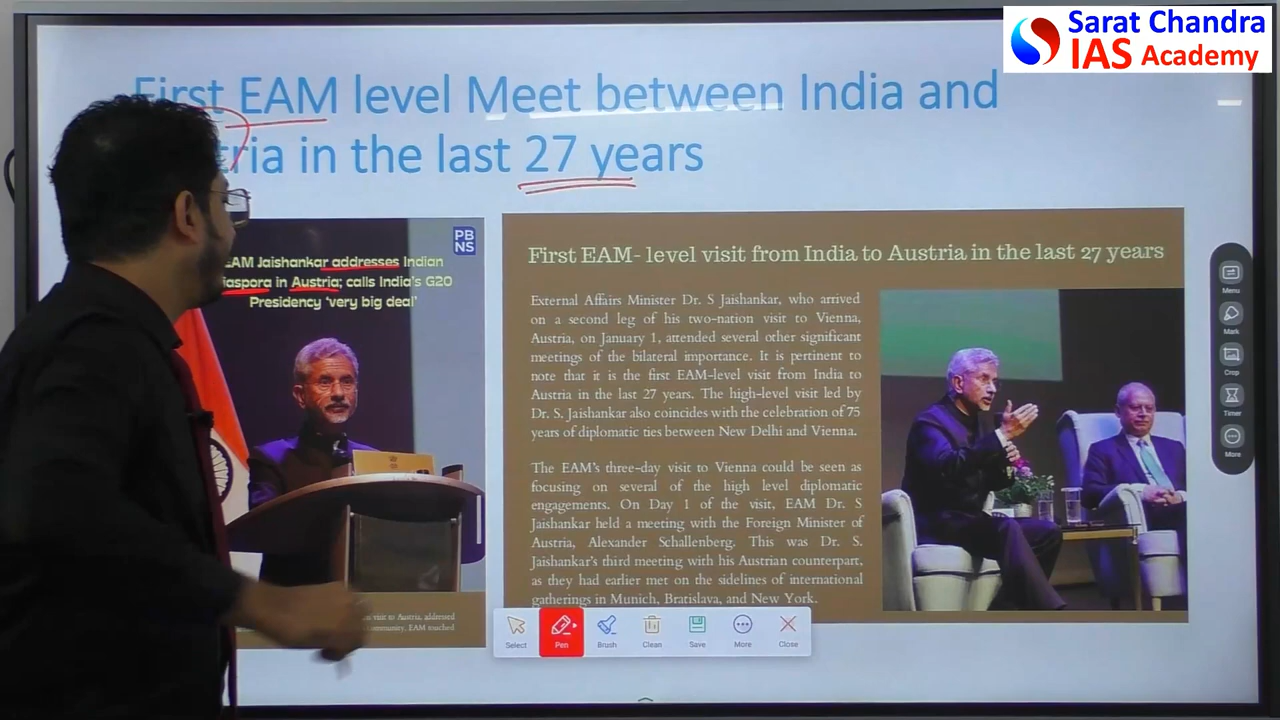 Sarat Chandra
IAS Academy
First EAM level Meet between India and
tria in the last 27 years
PB
NS
EAM Jaishankar addresses Indian
iaspora in Austria; calls India's G20
Presidency 'very big deal'
visit to Austria, addressed
community, EAM touched
First EAM- level visit from India to Austria in the last 27 years
External Affairs Minister Dr. S Jaishankar, who arrived
on a second leg of his two-nation visit to Vienna,
Austria, on January 1, attended several other significant
meetings of the bilateral importance. It is pertinent to
note that it is the first EAM-level visit from India to
Austria in the last 27 years. The high-level visit led by
Dr. S. Jaishankar also coincides with the celebration of 75
years of diplomatic ties between New Delhi and Vienna.
The EAM's three-day visit to Vienna could be seen as
focusing on several of the high level diplomatic
engagements. On Day 1 of the visit, EAM Dr. S
Jaishankar held a meeting with the Foreign Minister of
Austria, Alexander Schallenberg. This was Dr. S.
Jaishankar's third meeting with his Austrian counterpart,
as they had earlier met on the sidelines of international
gatherings in Munich, Bratislava, and New York.
Menu
Mark
Crop
Timer
More
Select
Pen
Brush
Clean
Save
More
Close